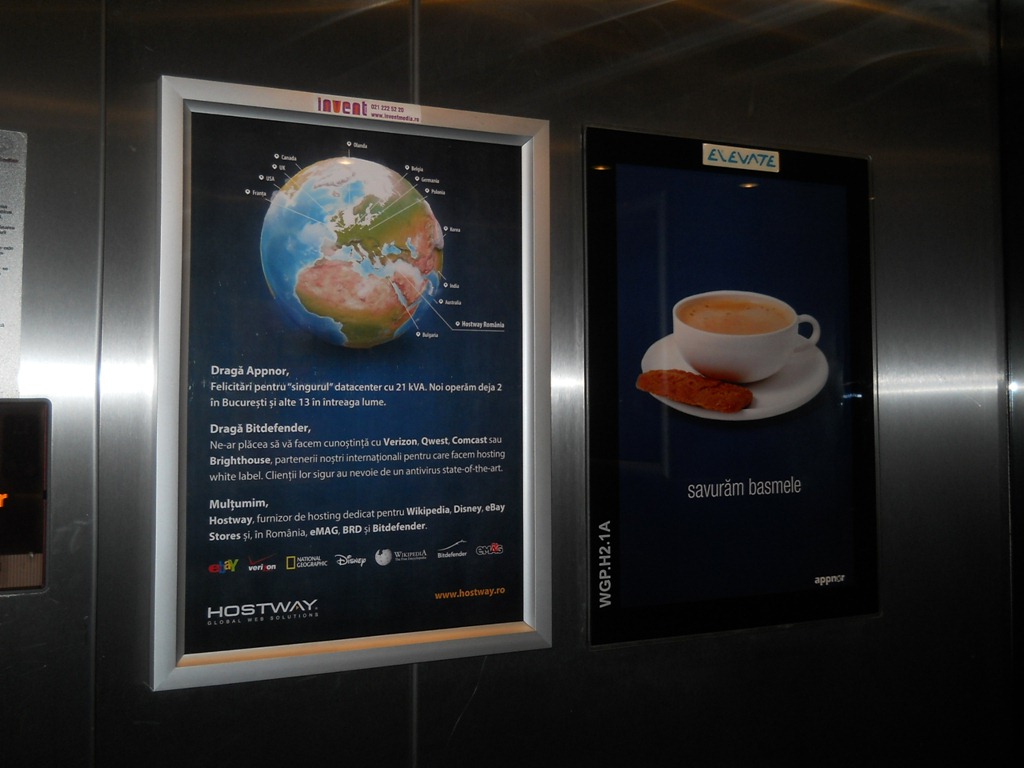 invent 021 222 52 20
www.inventmedia.ro
Olanda
Canada
UK
USA
Franța
Belgia
Germania
Polonia
Korea
India
Australia
Hostway România
Bulgaria
Dragă Appnor,
Felicitări pentru “singurul” datacenter cu 21 kVA. Noi operăm deja 2
în București și alte 13 in întreaga lume.
Dragă Bitdefender,
Ne-ar plăcea să vă facem cunoștință cu Verizon, Qwest, Comcast sau
Brighthouse, partenerii noștri internaționali pentru care facem hosting
white label. Clienții lor sigur au nevoie de un antivirus state-of-the-art.
Mulțumim,
Hostway, furnizor de hosting dedicat pentru Wikipedia, Disney, eBay
Stores și, în România, eMAG, BRD și Bitdefender.
ebay verizon NATIONAL GEOGRAPHIC Disney WIKIPEDIA The Free Encyclopedia Bitdefender eMAG
www.hostway.ro
HOSTWAY
GLOBAL WEB SOLUTIONS
ELEVATE
savurăm basmele
WGP.H2.1A
appnor